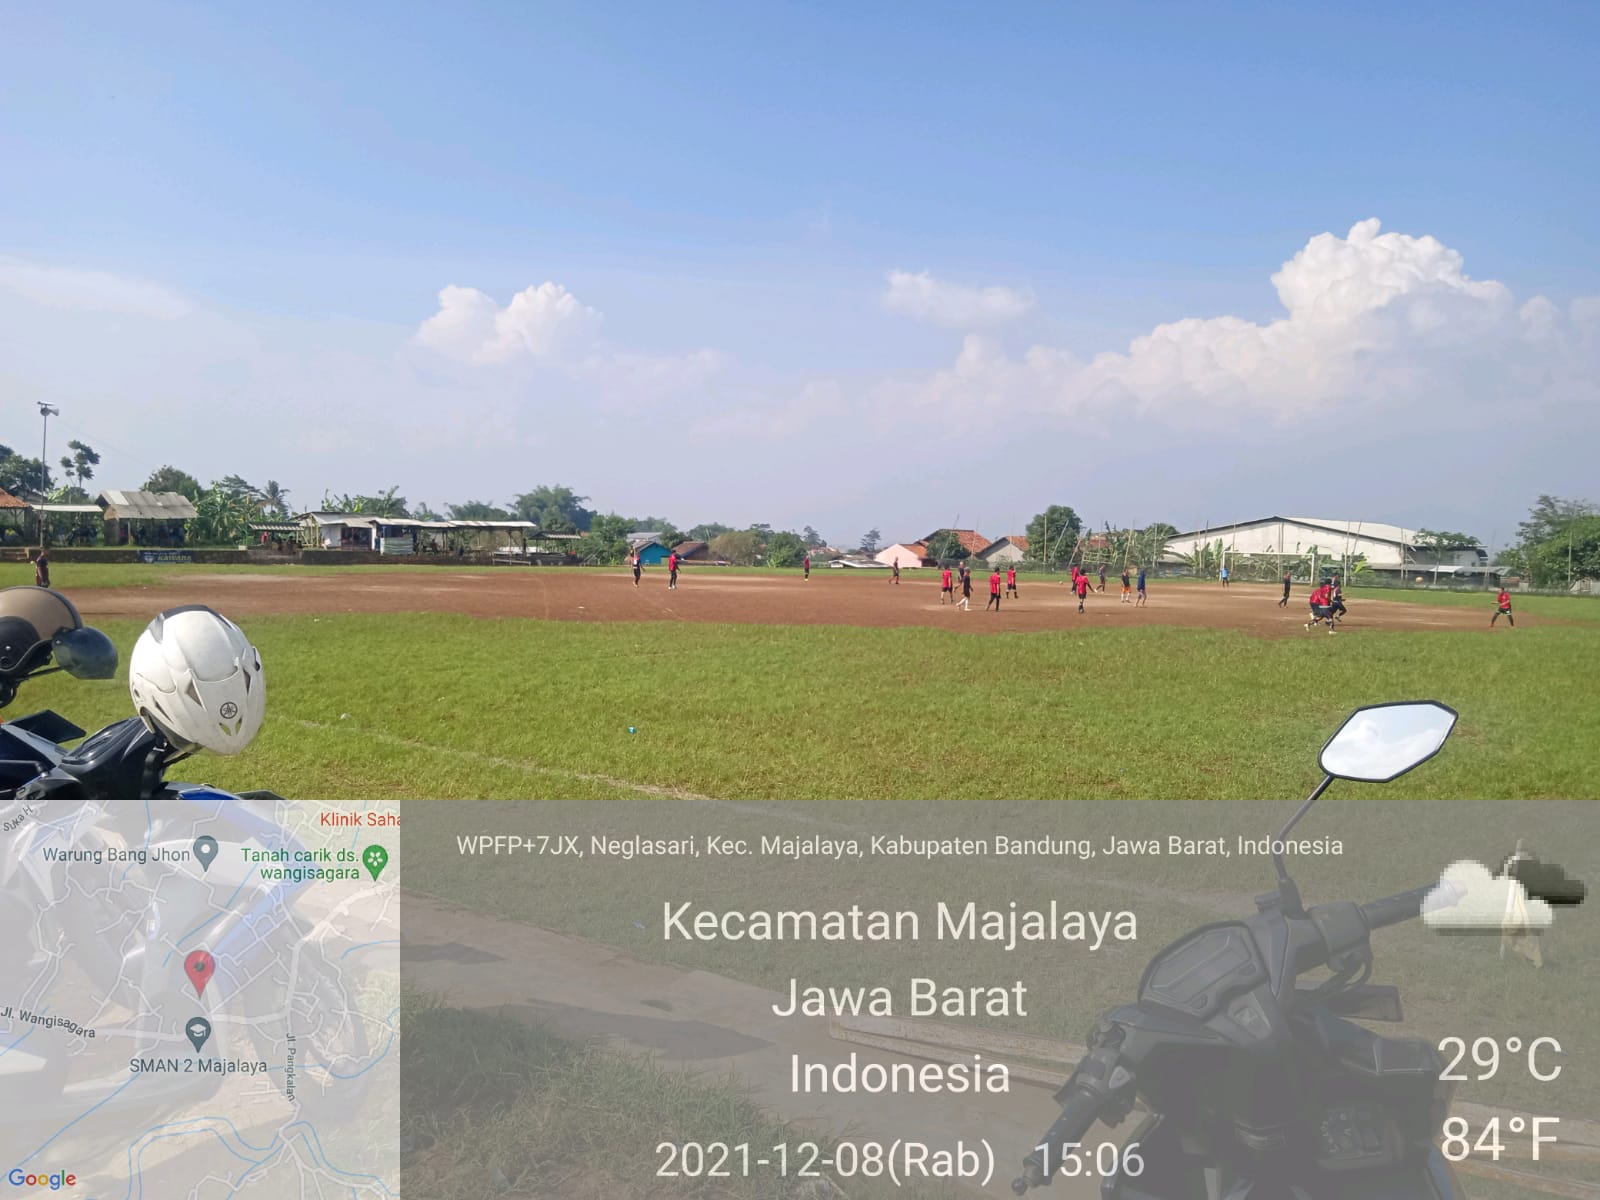 KAWABA
Suka H
Klinik Saha
Warung Bang Jhon
Tanah carik ds.
wangisagara
Jl. Wangisagara
SMAN 2 Majalaya
Jl. Pangkalan
Google
WPFP+7JX, Neglasari, Kec. Majalaya, Kabupaten Bandung, Jawa Barat, Indonesia
Kecamatan Majalaya
Jawa Barat
Indonesia
2021-12-08(Rab) 15:06
29°C
84°F